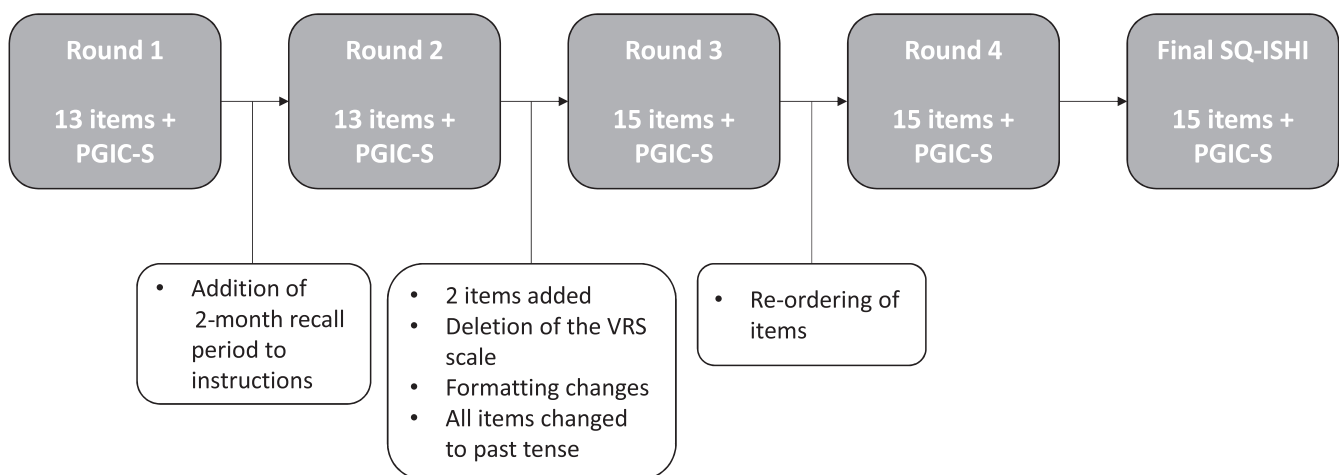 Round 1
13 items +
PGIC-S
Round 2
13 items +
PGIC-S
Round 3
15 items +
PGIC-S
Round 4
15 items +
PGIC-S
Final SQ-ISHI
15 items +
PGIC-S
• Addition of
2-month recall
period to
instructions
• 2 items added
• Deletion of the VRS
scale
• Formatting changes
• All items changed
to past tense
• Re-ordering of
items